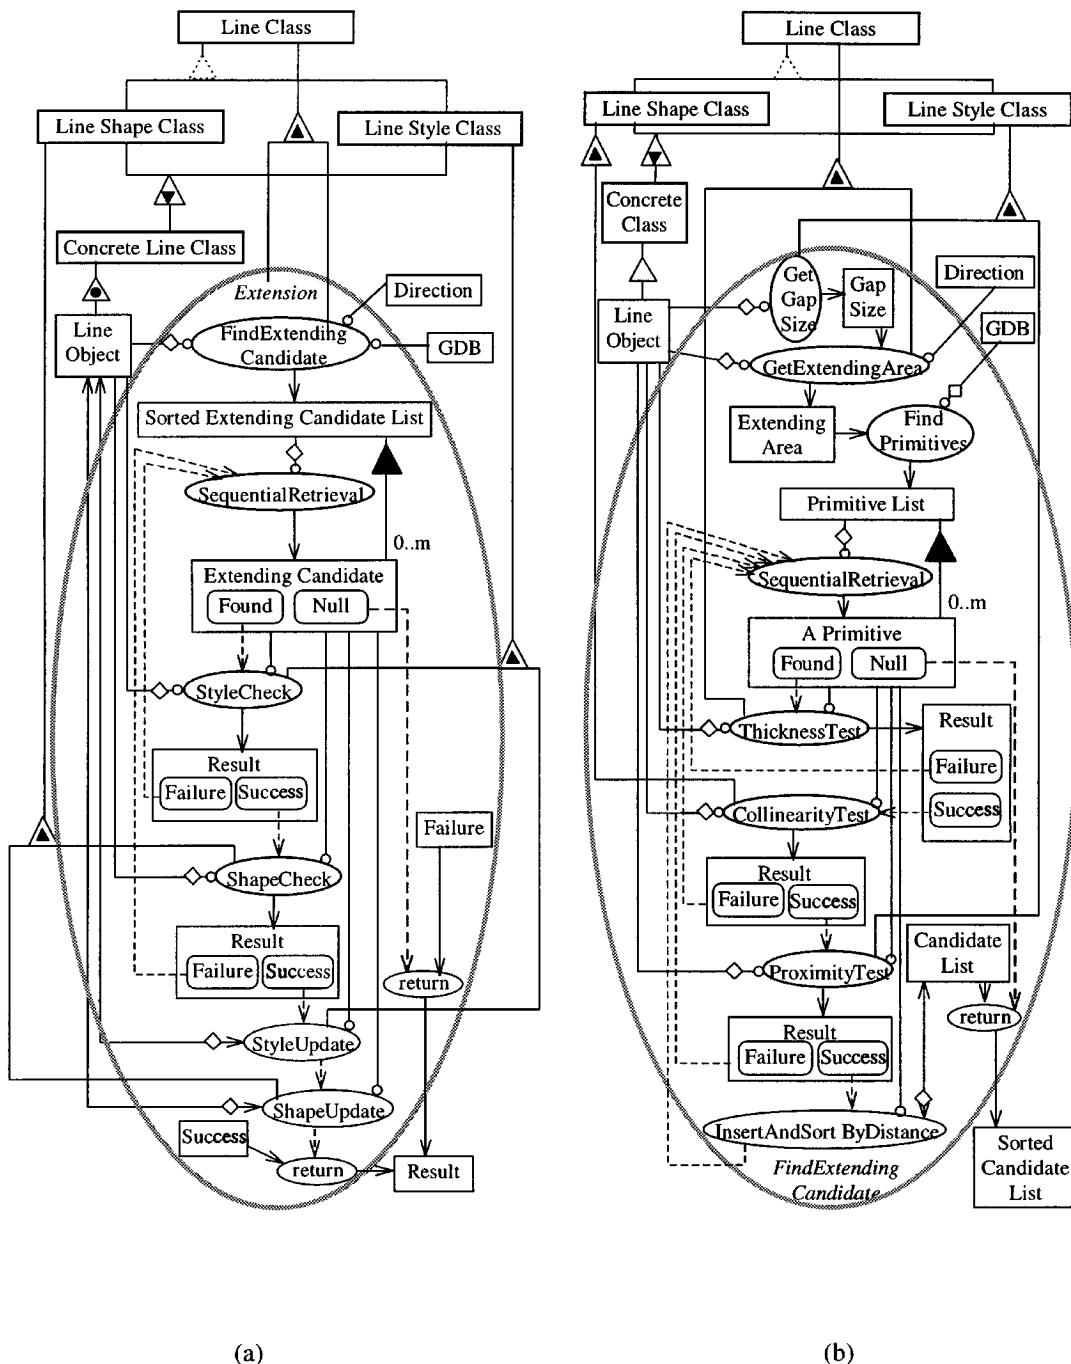 Line Class
Line Shape Class
Line Style Class
Concrete Line Class
Extension
Direction
Line
Object
FindExtending
Candidate
GDB
Sorted Extending Candidate List
SequentialRetrieval
0..m
Extending Candidate
Found
Null
StyleCheck
Result
Failure
Success
Failure
ShapeCheck
Result
Failure
Success
return
StyleUpdate
ShapeUpdate
Success
return
Result
(a)
Line Class
Line Shape Class
Line Style Class
Concrete
Class
Get
Gap
Size
Gap
Size
Direction
Line
Object
GDB
GetExtendingArea
Extending
Area
Find
Primitives
Primitive List
SequentialRetrieval
0..m
A Primitive
Found
Null
ThicknessTest
Result
Failure
Success
CollinearityTest
Result
Failure
Success
Candidate
List
ProximityTest
return
Result
Failure
Success
InsertAndSort ByDistance
FindExtending
Candidate
Sorted
Candidate
List
(b)